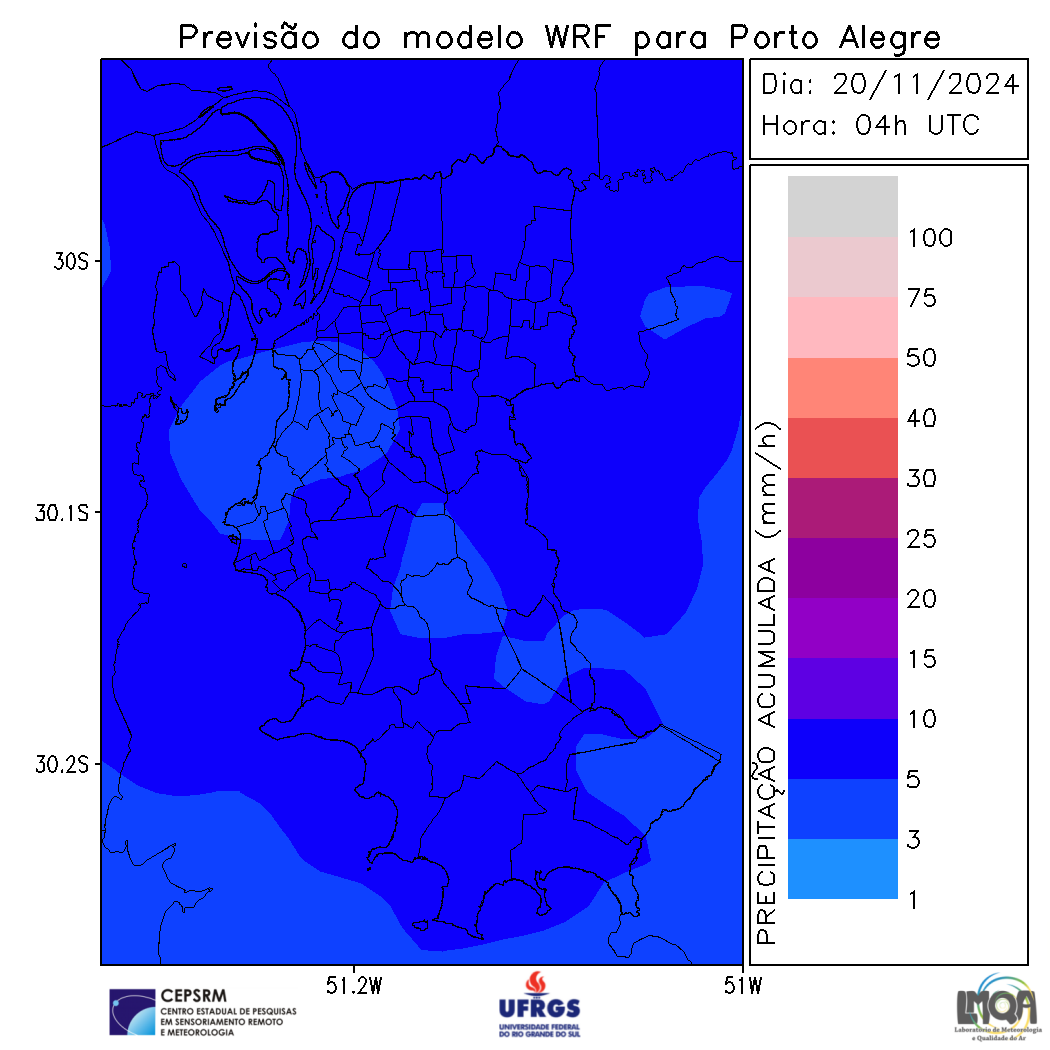 Previsão do modelo WRF para Porto Alegre
Dia: 20/11/2024
Hora: 04h UTC
30S
30.1S
30.2S
51.2W
51W
PRECIPITAÇÃO ACUMULADA (mm/h)
100
75
50
40
30
25
20
15
10
5
3
1
CEPSRM
CENTRO ESTADUAL DE PESQUISAS
EM SENSORIAMENTO REMOTO
E METEOROLOGIA
UFRGS
UNIVERSIDADE FEDERAL
DO RIO GRANDE DO SUL
LMQA
Laboratório de Meteorologia
e Qualidade do Ar